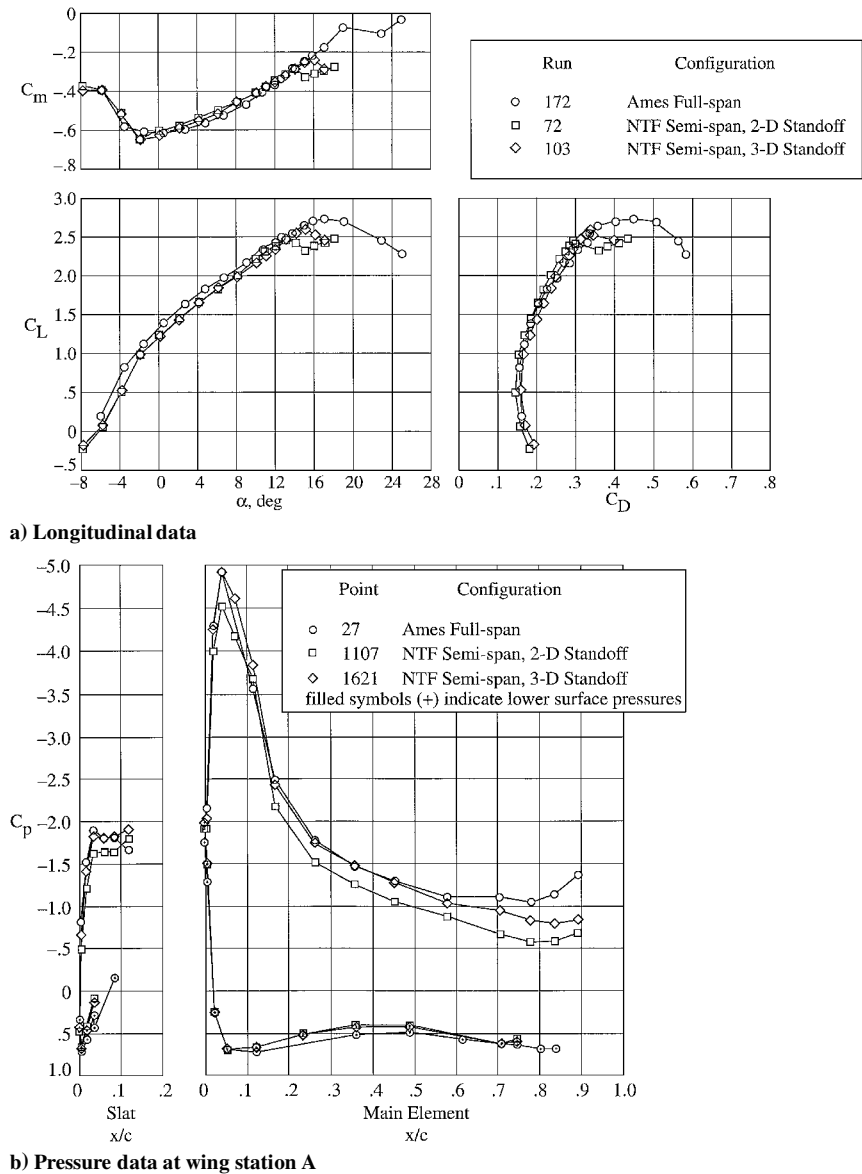 0
−.2
C_m −.4
−.6
−.8
Run Configuration
172 Ames Full-span
72 NTF Semi-span, 2-D Standoff
103 NTF Semi-span, 3-D Standoff
3.0
2.5
2.0
1.5
C_L
1.0
.5
0
−.5
−8 −4 0 4 8 12 16 20 24 28
α, deg
0 .1 .2 .3 .4 .5 .6 .7 .8
C_D
a) Longitudinal data
−5.0
−4.5
−4.0
−3.5
−3.0
−2.5
C_p −2.0
−1.5
−1.0
−.5
0
.5
1.0
Point Configuration
27 Ames Full-span
1107 NTF Semi-span, 2-D Standoff
1621 NTF Semi-span, 3-D Standoff
filled symbols (+) indicate lower surface pressures
0 .1 .2
Slat
x/c
0 .1 .2 .3 .4 .5 .6 .7 .8 .9 1.0
Main Element
x/c
b) Pressure data at wing station A